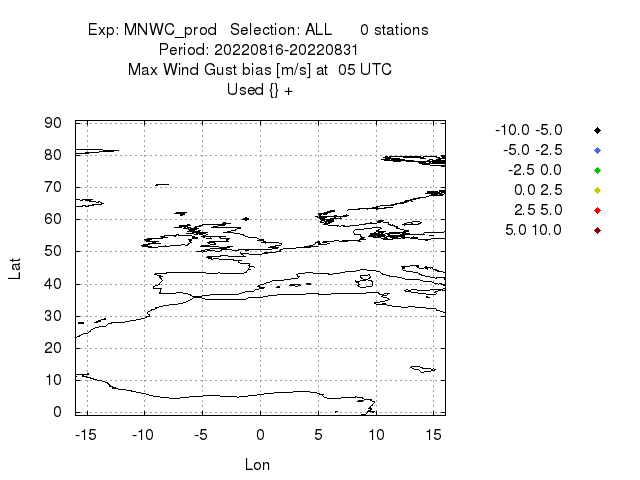 Exp: MNWC_prod   Selection: ALL      0 stations
Period: 20220816-20220831
Max Wind Gust bias [m/s] at  05 UTC
Used {} +
90
80
70
60
50
40
30
20
10
0
Lat
-15 -10 -5 0 5 10 15
Lon
-10.0 -5.0
-5.0 -2.5
-2.5 0.0
0.0 2.5
2.5 5.0
5.0 10.0